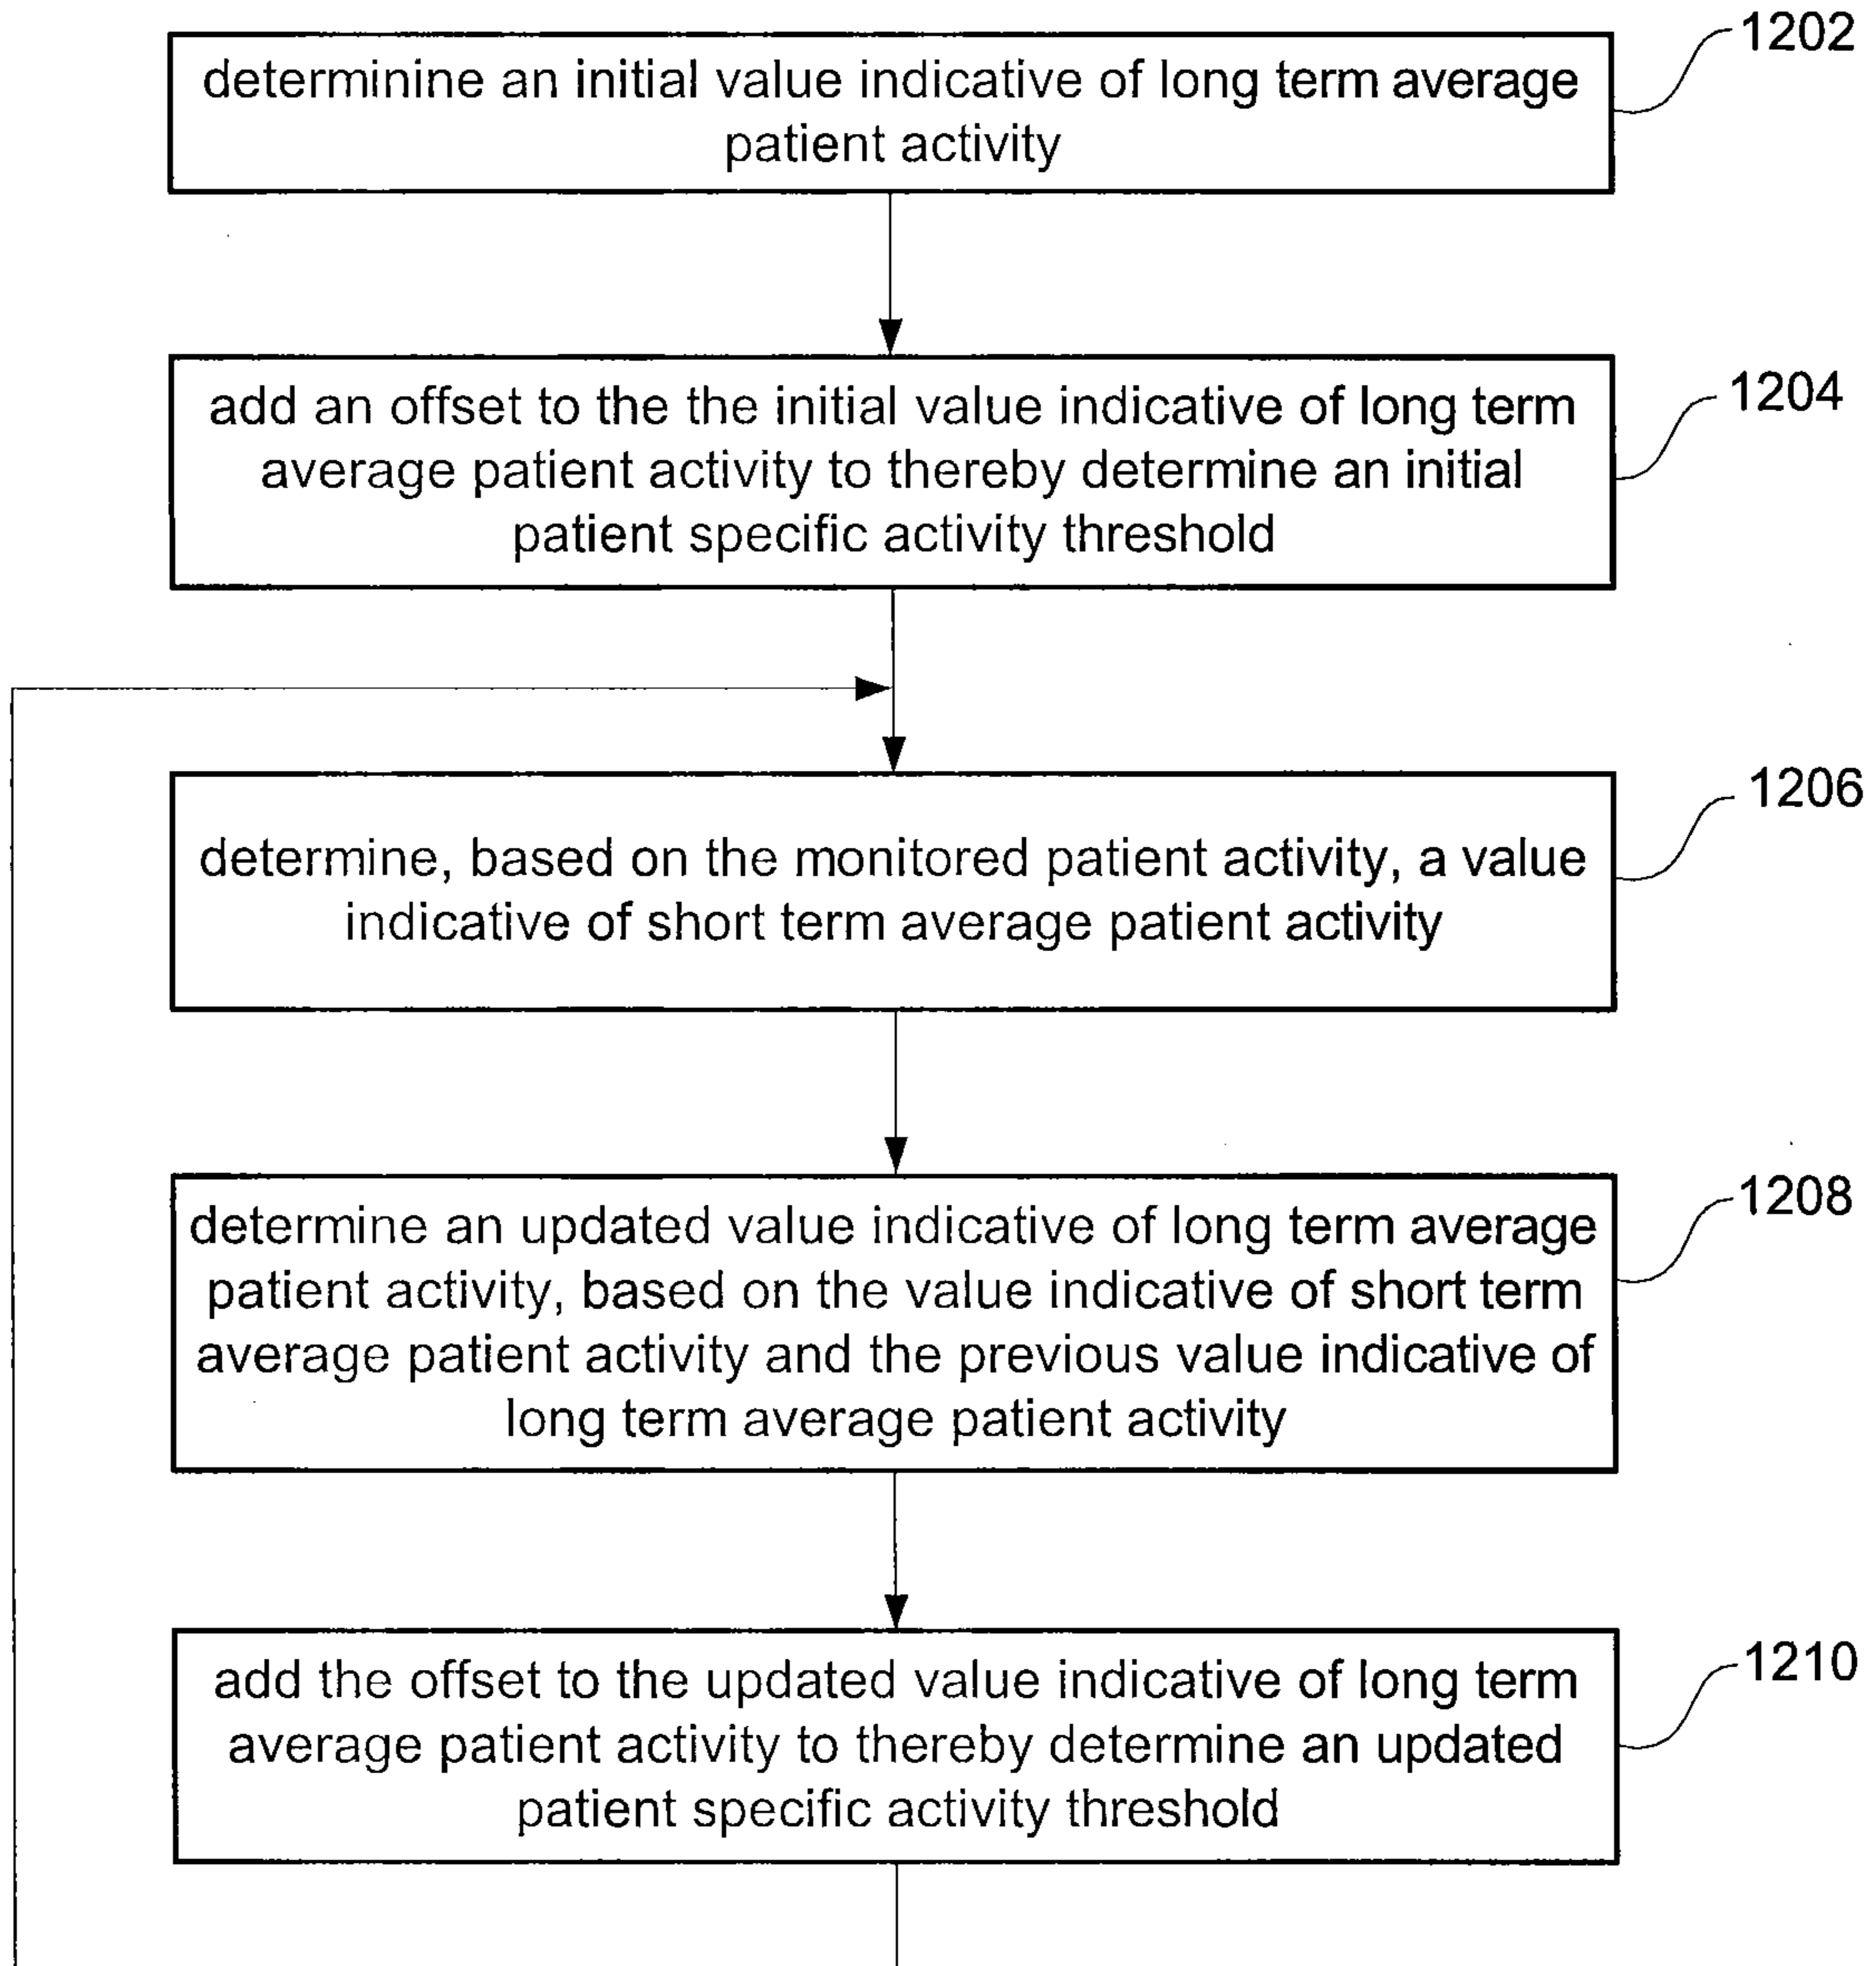 1202
determinine an initial value indicative of long term average
patient activity
1204
add an offset to the the initial value indicative of long term
average patient activity to thereby determine an initial
patient specific activity threshold
1206
determine, based on the monitored patient activity, a value
indicative of short term average patient activity
1208
determine an updated value indicative of long term average
patient activity, based on the value indicative of short term
average patient activity and the previous value indicative of
long term average patient activity
1210
add the offset to the updated value indicative of long term
average patient activity to thereby determine an updated
patient specific activity threshold